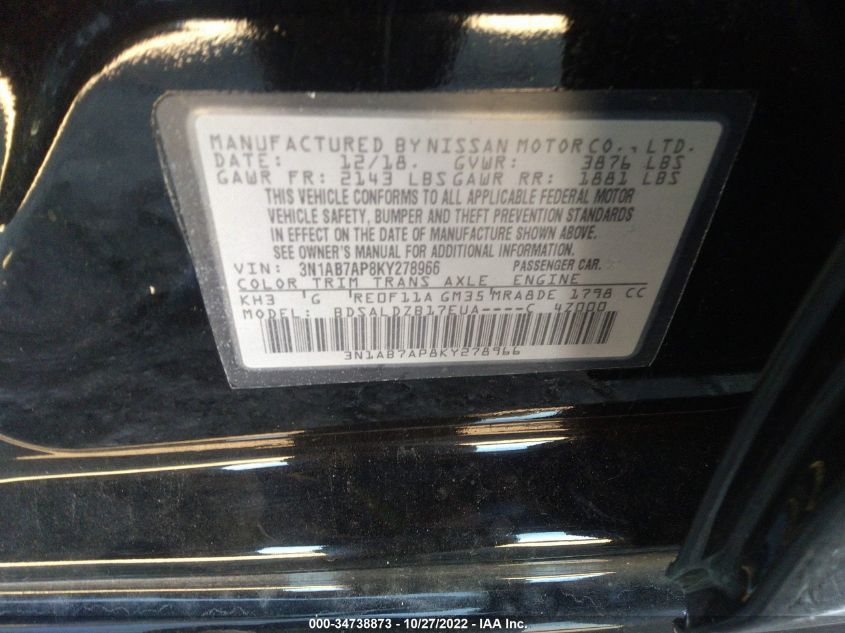 MANUFACTURED BY NISSAN MOTOR CO., LTD.
DATE: 12/18. GVWR: 3876 LBS
GAWR FR: 2143 LBS GAWR RR: 1881 LBS
THIS VEHICLE CONFORMS TO ALL APPLICABLE FEDERAL MOTOR
VEHICLE SAFETY, BUMPER AND THEFT PREVENTION STANDARDS
IN EFFECT ON THE DATE OF MANUFACTURE SHOWN ABOVE.
SEE OWNER'S MANUAL FOR ADDITIONAL INFORMATION.
VIN: 3N1AB7AP8KY278966 PASSENGER CAR.
COLOR TRIM TRANS AXLE ENGINE
KH3 G RE0F11A GM35 MRA8DE 1798 CC
MODEL: BDSALDZB17EUA----C 4Z000
3N1AB7AP8KY278966
000-34738873 - 10/27/2022 - IAA Inc.